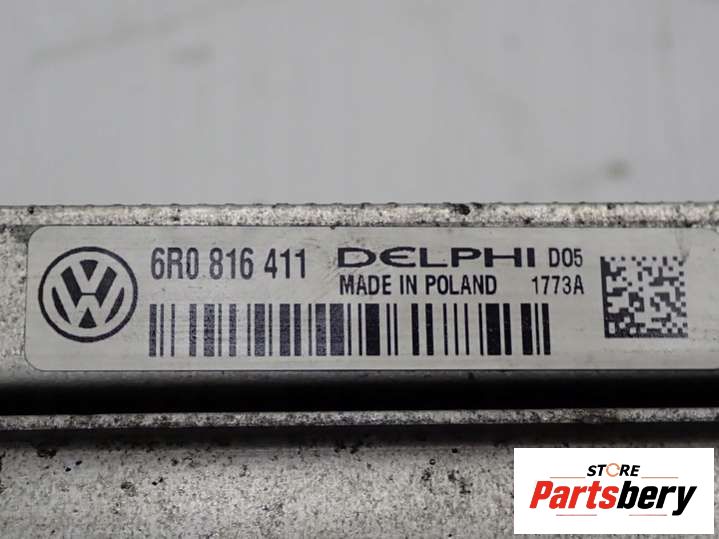 6R0 816 411 DELPHI D05
MADE IN POLAND 1773A
STORE
Partsbery